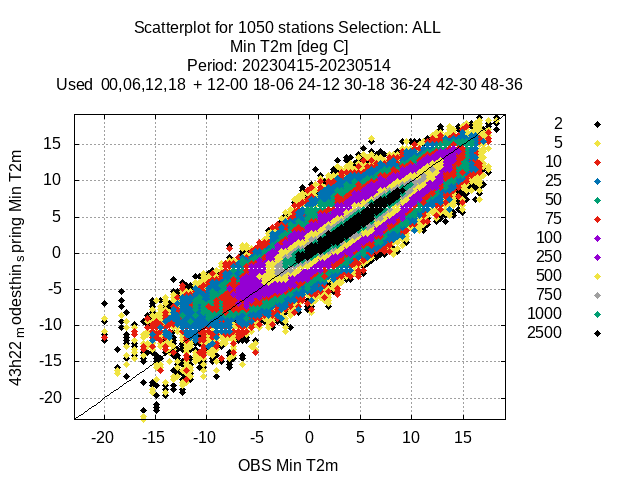 Scatterplot for 1050 stations Selection: ALL
Min T2m [deg C]
Period: 20230415-20230514
Used 00,06,12,18 + 12-00 18-06 24-12 30-18 36-24 42-30 48-36
43h22_modesthin_spring Min T2m
15
10
5
0
-5
-10
-15
-20
-20 -15 -10 -5 0 5 10 15
OBS Min T2m
2
5
10
25
50
75
100
250
500
750
1000
2500